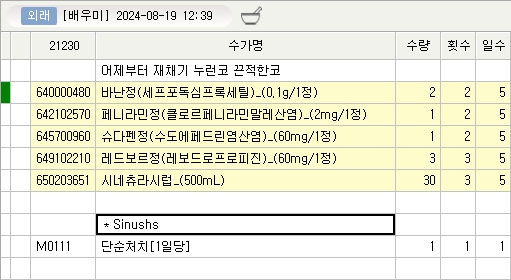 외래 [배우미] 2024-08-19 12:39
21230 수가명 수량 횟수 일수
어제부터 재채기 누런코 끈적한코
640000480 바난정(세프포독심프록세틸)_(0.1g/1정) 2 2 5
642102570 페니라민정(클로르페니라민말레산염)_(2mg/1정) 1 2 5
645700960 슈다펜정(수도에페드린염산염)_(60mg/1정) 1 2 5
649102210 레드보르정(레보드로프로피진)_(60mg/1정) 3 3 5
650203651 시네츄라시럽_(500mL) 30 3 5
* Sinushs
M0111 단순처치[1일당] 1 1 1